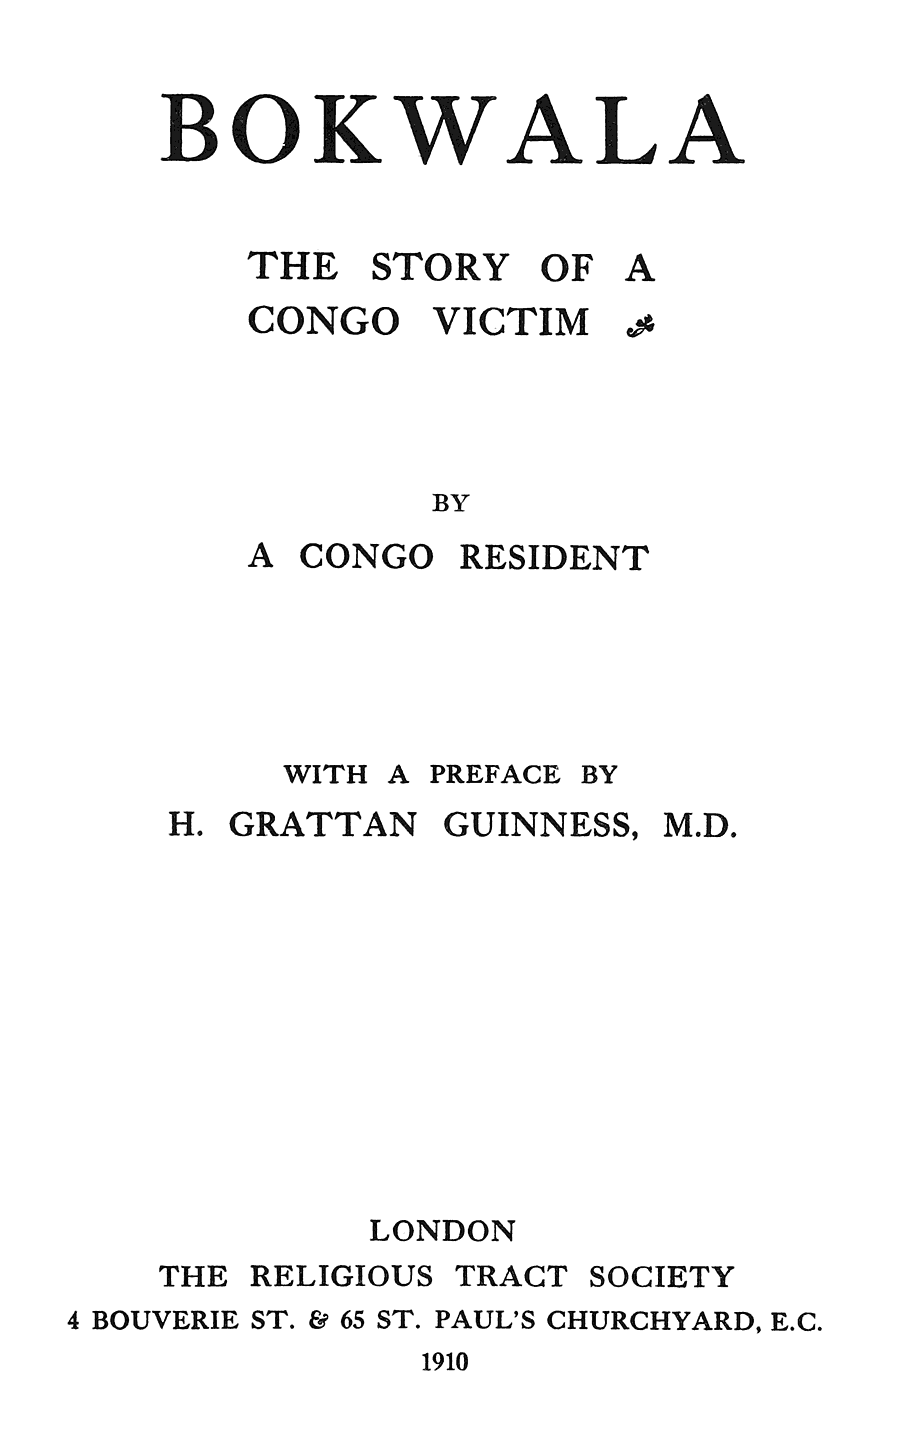 BOKWALA
THE STORY OF A
CONGO VICTIM
BY
A CONGO RESIDENT
WITH A PREFACE BY
H. GRATTAN GUINNESS, M.D.
LONDON
THE RELIGIOUS TRACT SOCIETY
4 BOUVERIE ST. & 65 ST. PAUL'S CHURCHYARD, E.C.
1910